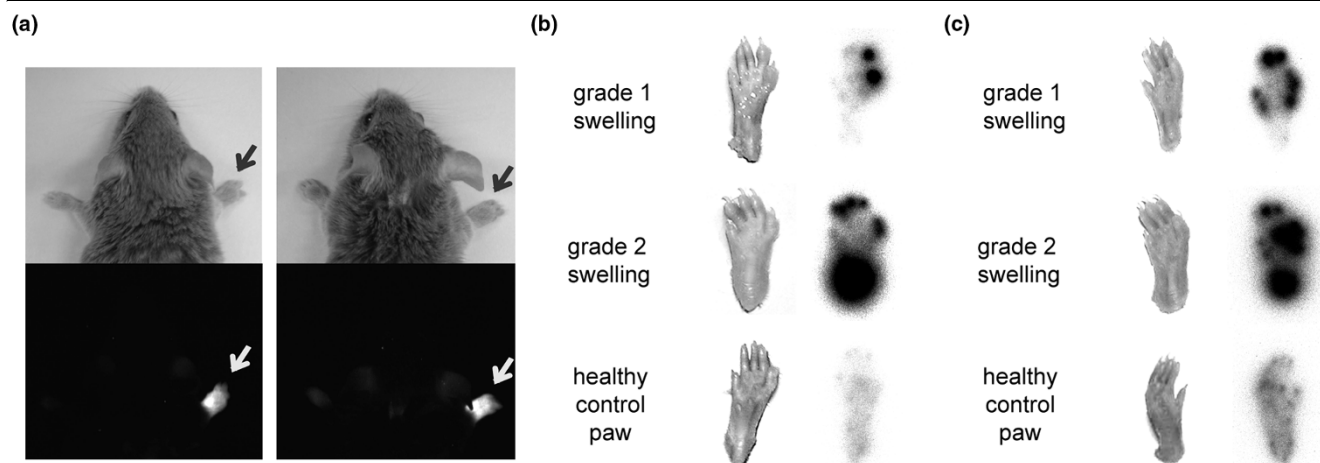 (a)
(b)
grade 1
swelling
grade 2
swelling
healthy
control
paw
(c)
grade 1
swelling
grade 2
swelling
healthy
control
paw